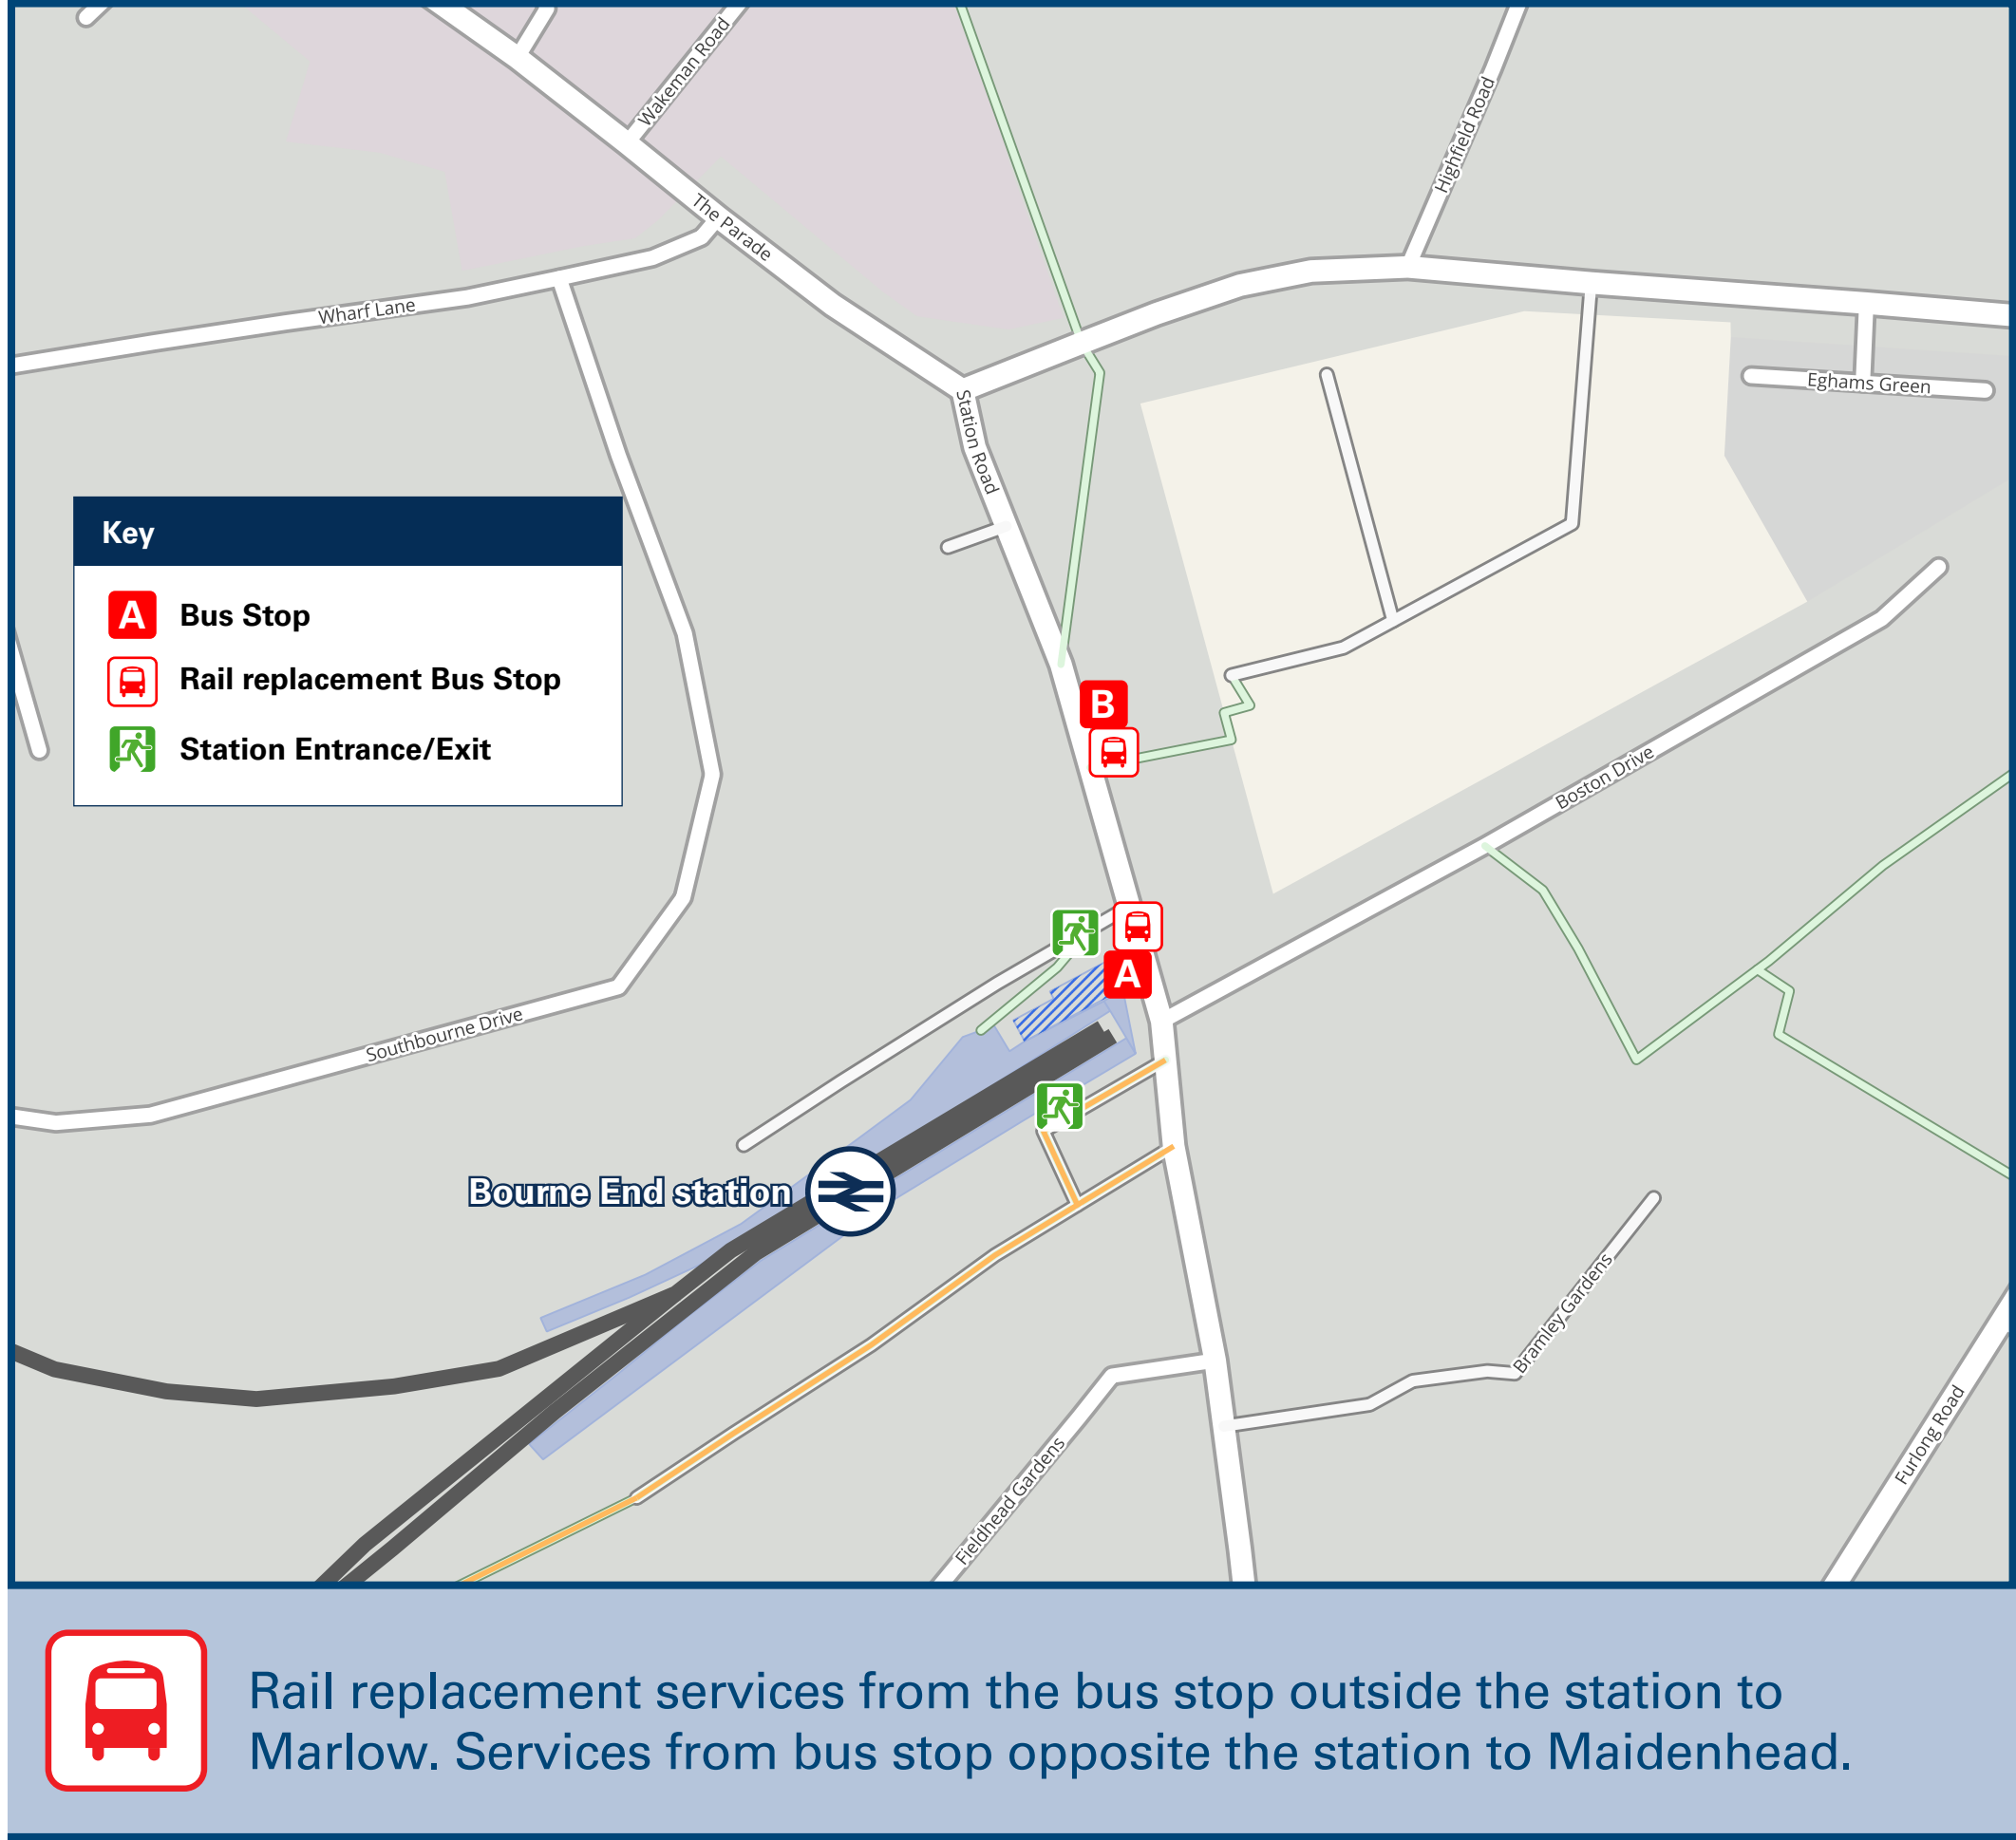 Wakeman Road
Highfield Road
The Parade
Wharf Lane
Eghams Green
Station Road
Key
A Bus Stop
Rail replacement Bus Stop
Station Entrance/Exit
B
Boston Drive
A
Southbourne Drive
Bourne End station
Bramley Gardens
Furlong Road
Fieldhead Gardens
Rail replacement services from the bus stop outside the station to
Marlow. Services from bus stop opposite the station to Maidenhead.